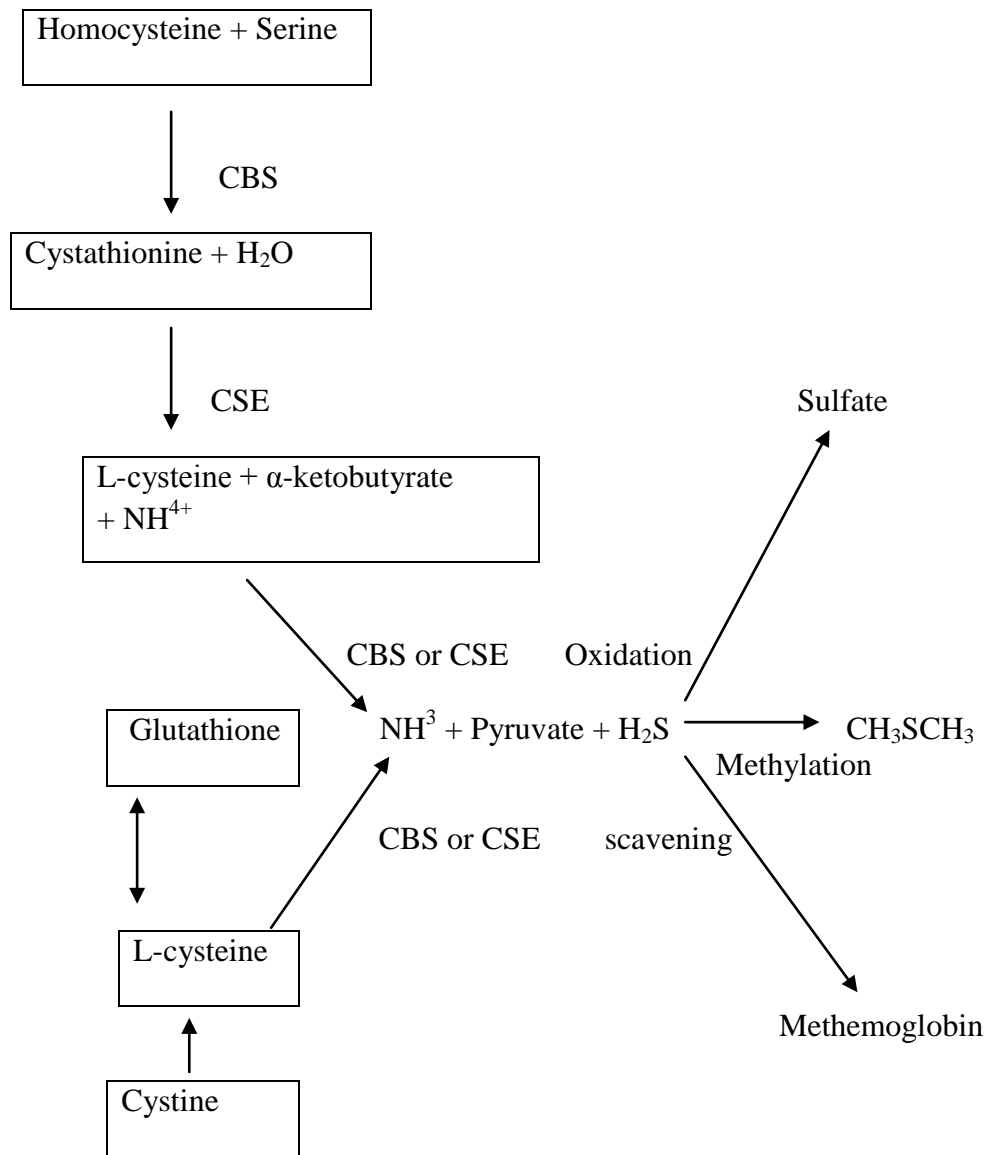 Homocysteine + Serine
CBS
Cystathionine + H₂O
CSE
Sulfate
L-cysteine + α-ketobutyrate
+ NH⁴⁺
CBS or CSE
Oxidation
Glutathione
NH³ + Pyruvate + H₂S
CH₃SCH₃
Methylation
CBS or CSE
scavening
L-cysteine
Methemoglobin
Cystine